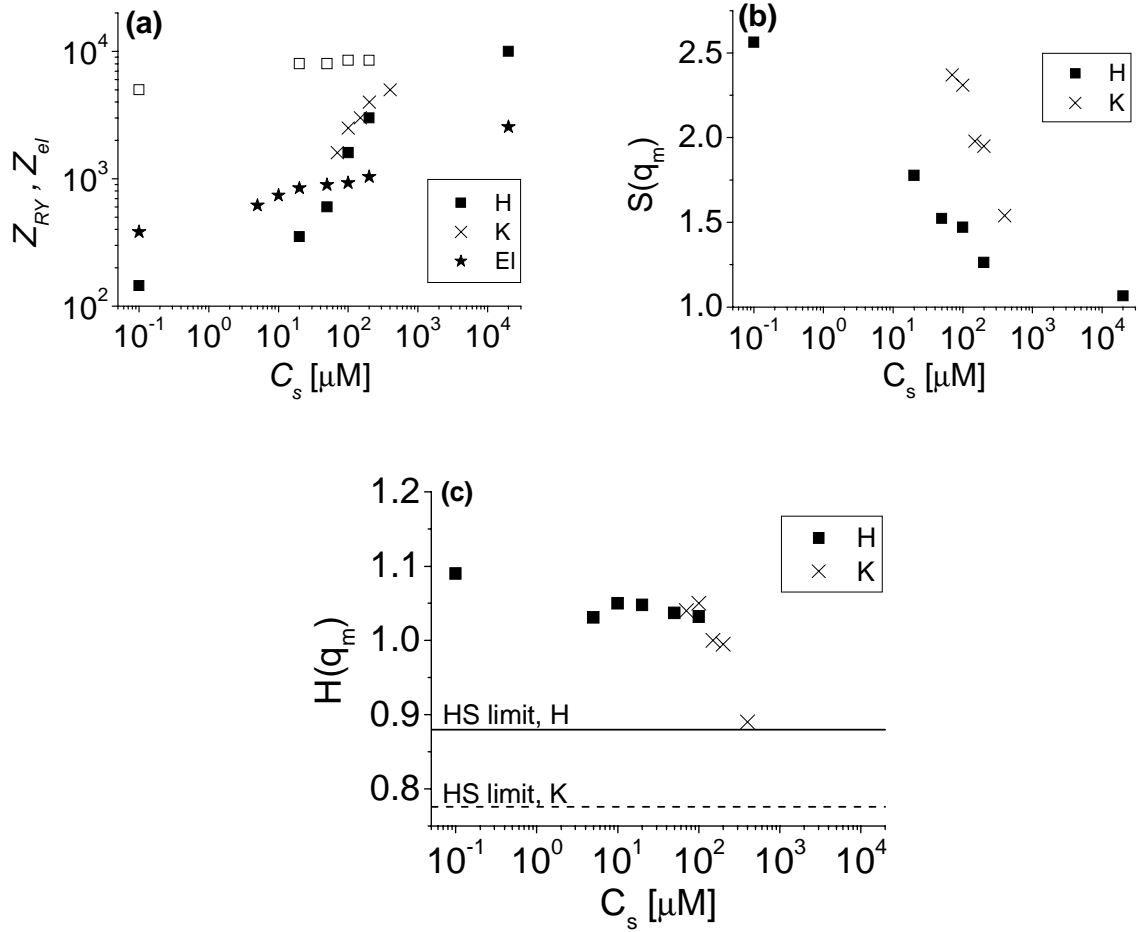 (a)
10^4
10^3
10^2
Z_RY , Z_el
H
K
El
10^-1 10^0 10^1 10^2 10^3 10^4
C_s [μM]
(b)
2.5
2.0
1.5
1.0
S(q_m)
H
K
10^-1 10^0 10^1 10^2 10^3 10^4
C_s [μM]
(c)
1.2
1.1
1.0
0.9
0.8
H(q_m)
H
K
HS limit, H
HS limit, K
10^-1 10^0 10^1 10^2 10^3 10^4
C_s [μM]